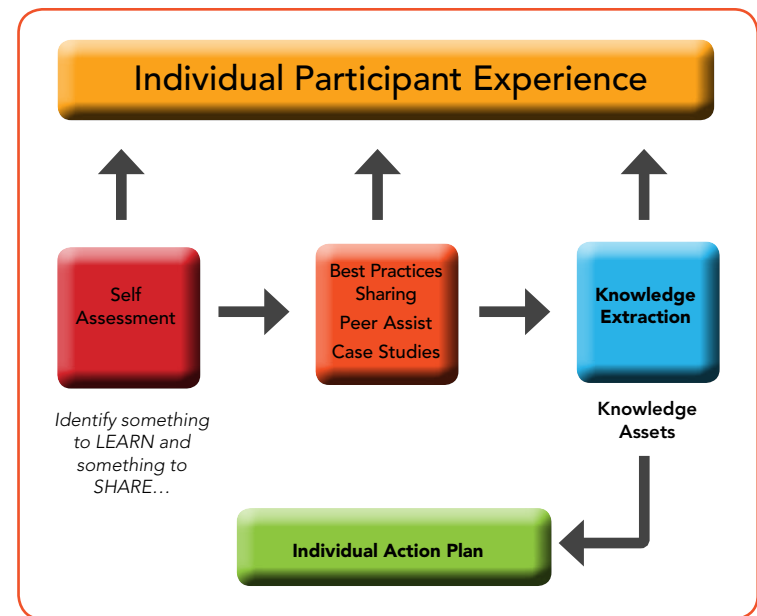 Individual Participant Experience
Self
Assessment
Best Practices
Sharing
Peer Assist
Case Studies
Knowledge
Extraction
Identify something
to LEARN and
something to
SHARE…
Knowledge
Assets
Individual Action Plan